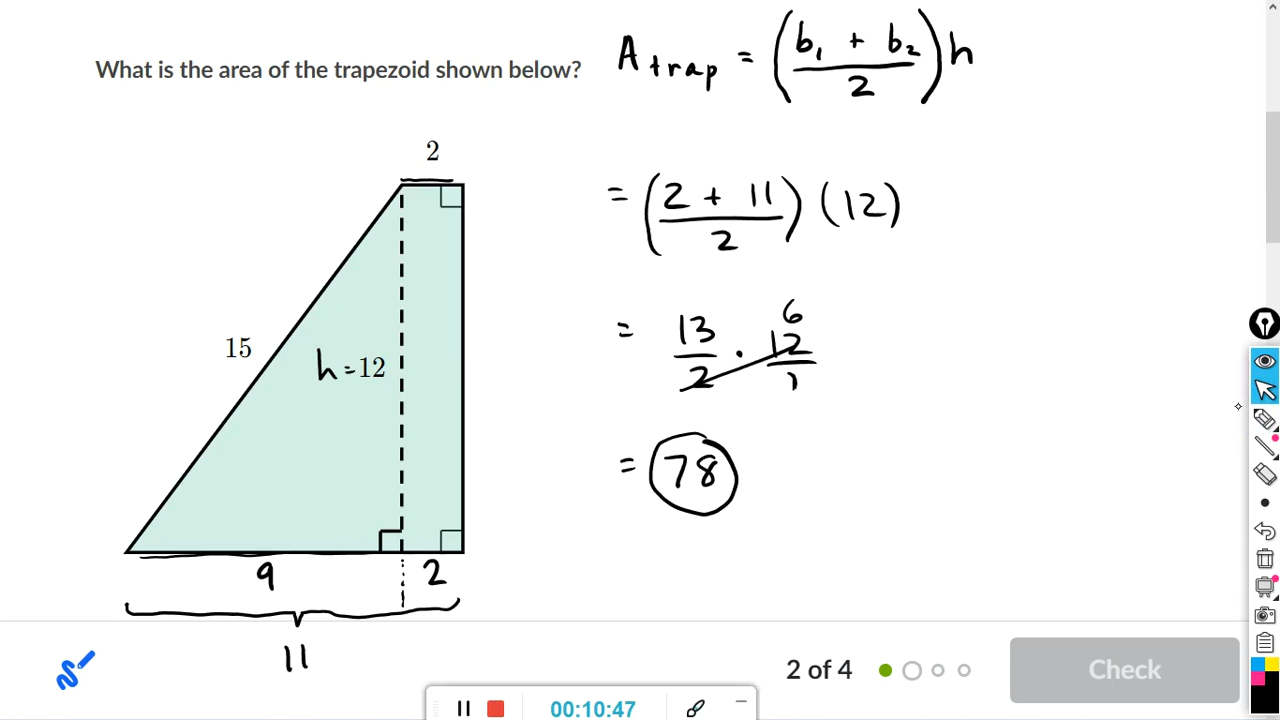 What is the area of the trapezoid shown below?
A trap = ( (b₁ + b₂) / 2 ) h
2
= ( (2 + 11) / 2 ) (12)
15
h = 12
= 13/2 · 12/1
6
= 78
9
2
11
2 of 4
Check
00:10:47